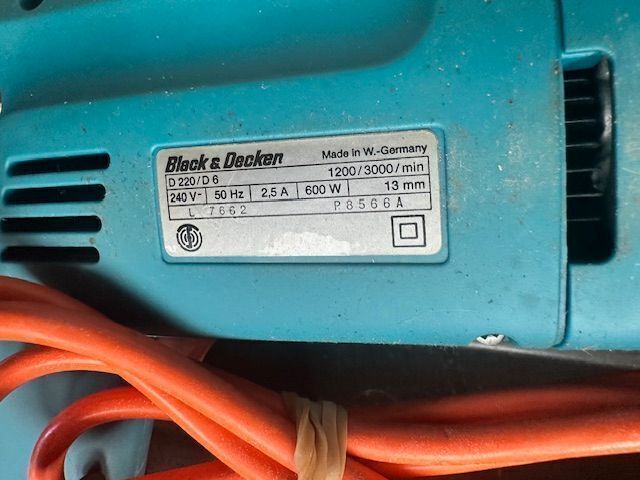 Black & Decker Made in W.-Germany
D 220/D 6 1200/3000/min
240 V~ 50 Hz 2,5 A 600 W 13 mm
L 7662 P8566A